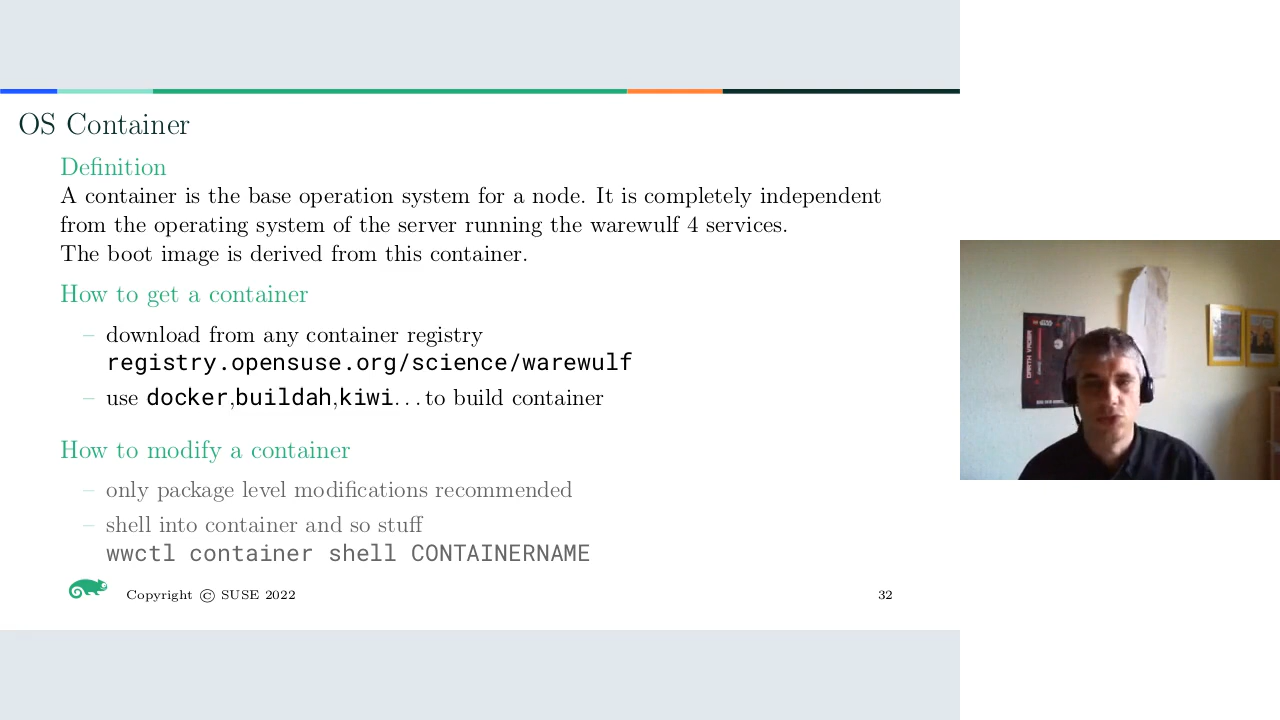 OS Container
Definition
A container is the base operation system for a node. It is completely independent
from the operating system of the server running the warewulf 4 services.
The boot image is derived from this container.
How to get a container
– download from any container registry
registry.opensuse.org/science/warewulf
– use docker,buildah,kiwi...to build container
How to modify a container
– only package level modifications recommended
– shell into container and so stuff
wwctl container shell CONTAINERNAME
Copyright © SUSE 2022
32
DARTH VADER
STAR WARS